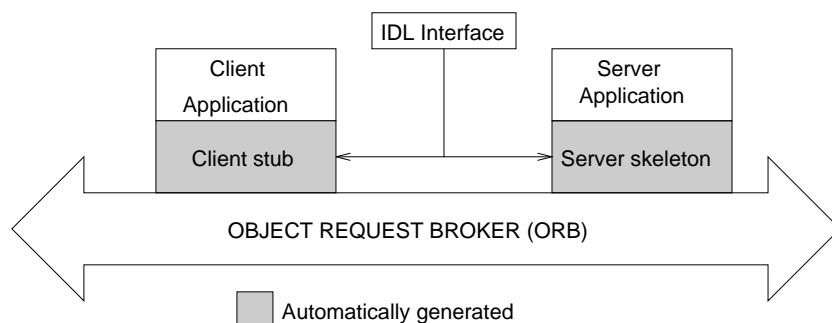 IDL Interface
Client
Application
Client stub
Server
Application
Server skeleton
OBJECT REQUEST BROKER (ORB)
Automatically generated